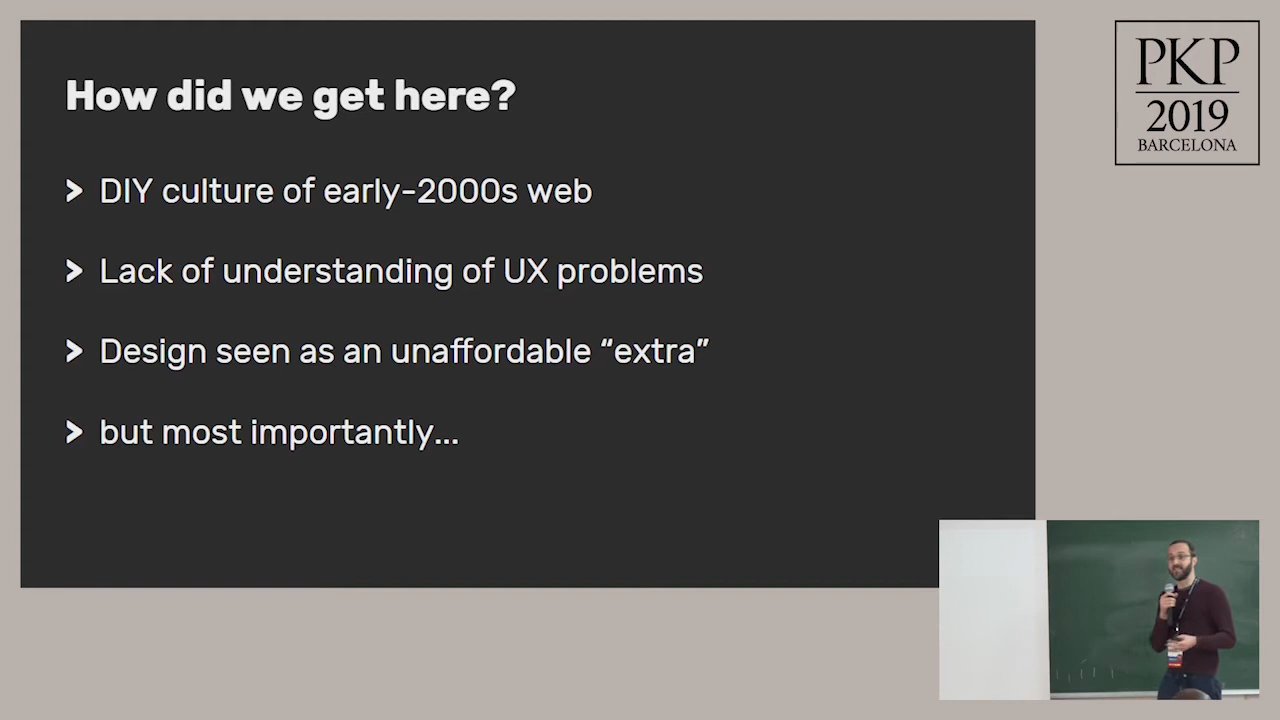 How did we get here?
> DIY culture of early-2000s web
> Lack of understanding of UX problems
> Design seen as an unaffordable “extra”
> but most importantly...
PKP
2019
BARCELONA